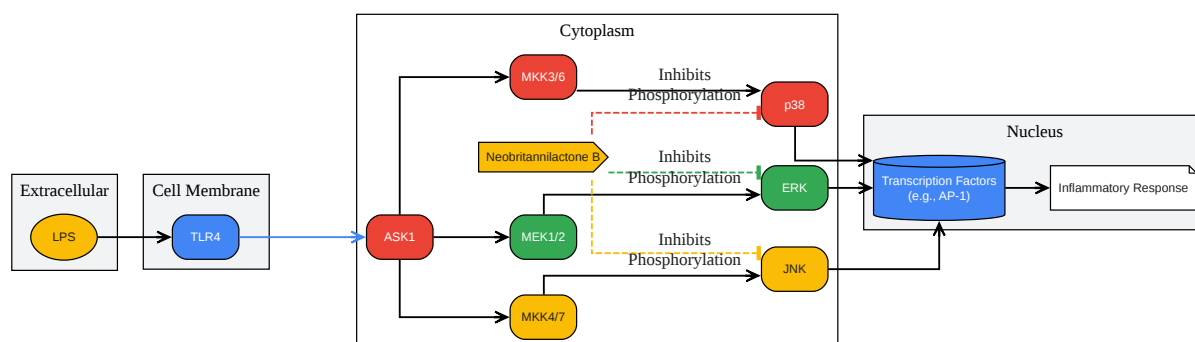 Extracellular
LPS
Cell Membrane
TLR4
Cytoplasm
ASK1
MKK3/6
MEK1/2
MKK4/7
Neobritannilactone B
Inhibits
Phosphorylation
Inhibits
Phosphorylation
Inhibits
Phosphorylation
p38
ERK
JNK
Nucleus
Transcription Factors
(e.g., AP-1)
Inflammatory Response